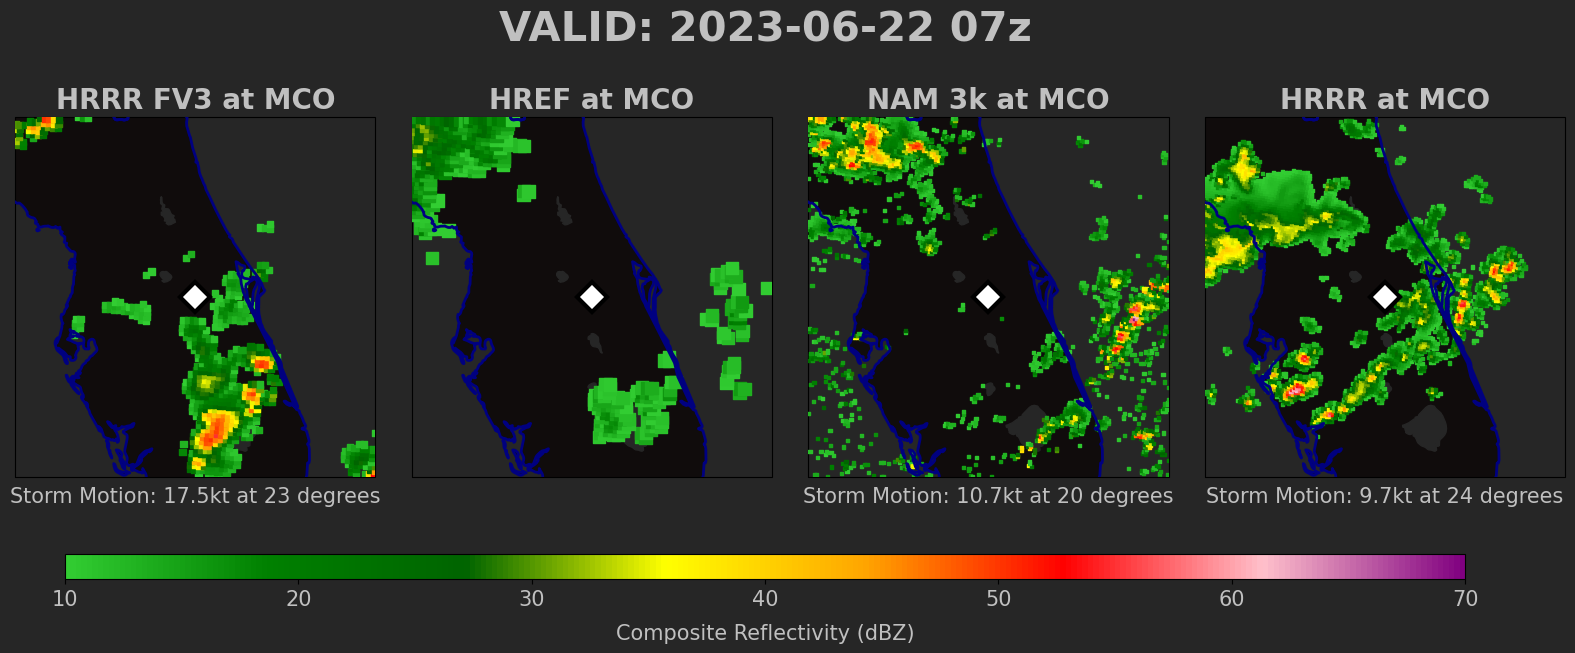 VALID: 2023-06-22 07z
HRRR FV3 at MCO
HREF at MCO
NAM 3k at MCO
HRRR at MCO
Storm Motion: 17.5kt at 23 degrees
Storm Motion: 10.7kt at 20 degrees
Storm Motion: 9.7kt at 24 degrees
10 20 30 40 50 60 70
Composite Reflectivity (dBZ)